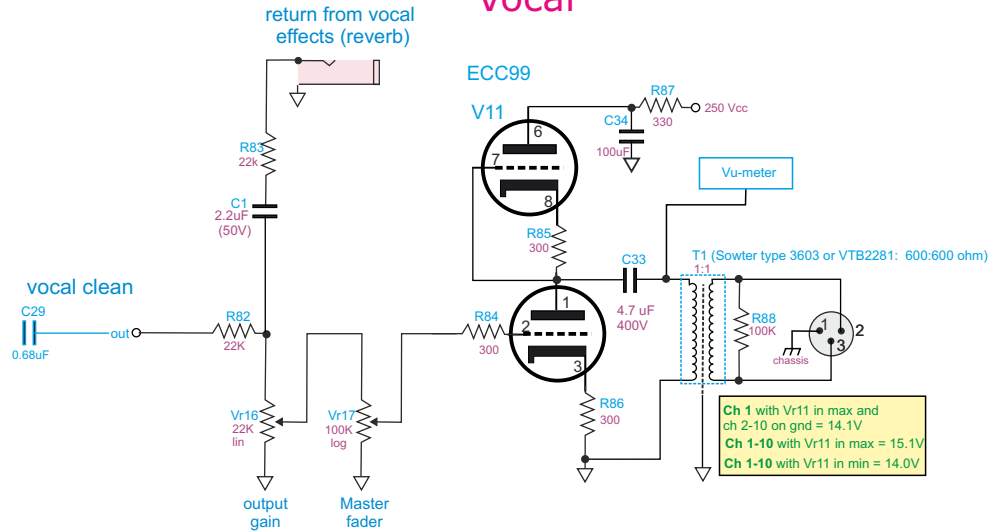 Vocal
return from vocal
effects (reverb)
ECC99
V11
R87
330
250 Vcc
C34
100uF
6
7
8
R83
22k
Vu-meter
C1
2.2uF
(50V)
R85
300
C33
4.7 uF
400V
T1 (Sowter type 3603 or VTB2281: 600:600 ohm)
1:1
vocal clean
C29
0.68uF
out
R82
22K
R84
300
1
2
3
R88
100K
1
2
3
chassis
Vr16
22K
lin
Vr17
100K
log
R86
300
Ch 1 with Vr11 in max and
ch 2-10 on gnd = 14.1V
Ch 1-10 with Vr11 in max = 15.1V
Ch 1-10 with Vr11 in min = 14.0V
output
gain
Master
fader